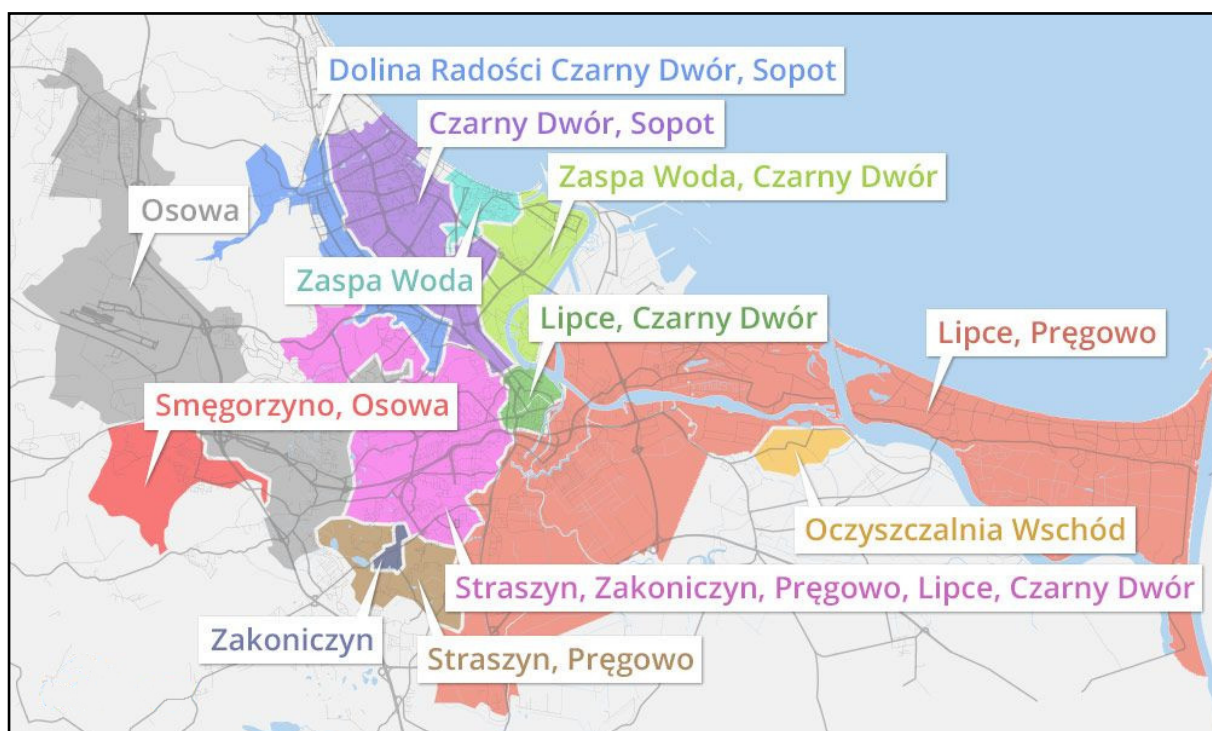 Dolina Radości Czarny Dwór, Sopot
Czarny Dwór, Sopot
Zaspa Woda, Czarny Dwór
Osowa
Zaspa Woda
Lipce, Czarny Dwór
Lipce, Pręgowo
Smęgorzyno, Osowa
Oczyszczalnia Wschód
Straszyn, Zakoniczyn, Pręgowo, Lipce, Czarny Dwór
Zakoniczyn
Straszyn, Pręgowo